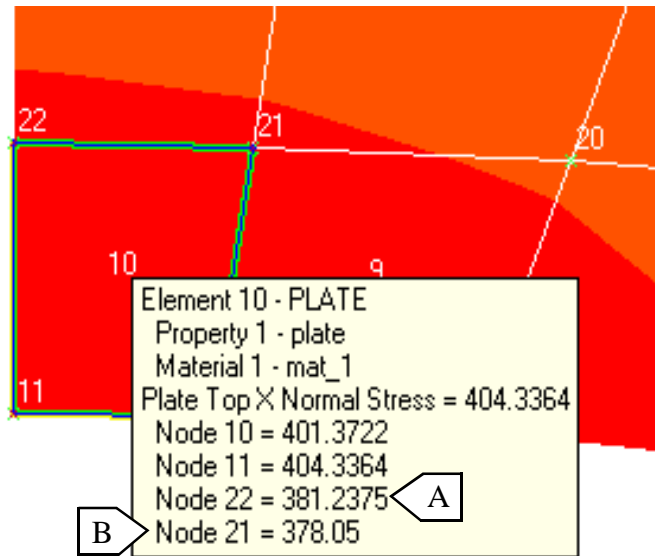 22
21
20
10
9
Element 10 - PLATE
Property 1 - plate
Material 1 - mat_1
Plate Top X Normal Stress = 404.3364
11
Node 10 = 401.3722
Node 11 = 404.3364
Node 22 = 381.2375
A
B
Node 21 = 378.05